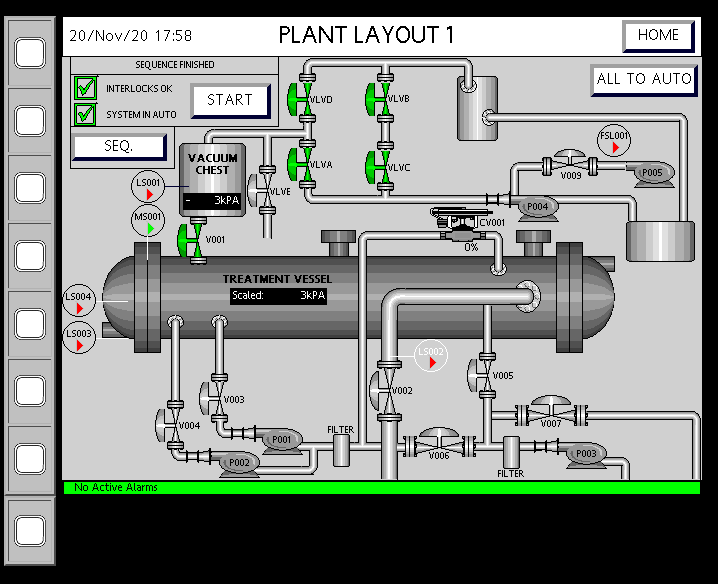 20/Nov/20 17:58
PLANT LAYOUT 1
HOME
SEQUENCE FINISHED
ALL TO AUTO
INTERLOCKS OK
SYSTEM IN AUTO
START
SEQ.
VLVD
VLVB
VLVA
VLVC
VLVE
FSL001
V009
P005
P004
VACUUM
CHEST
- 3kPA
LS001
MS001
V001
CV001
0%
TREATMENT VESSEL
Scaled: 3kPA
LS004
LS003
LS002
V002
V005
V003
V004
V007
P001
P002
FILTER
V006
FILTER
P003
No Active Alarms